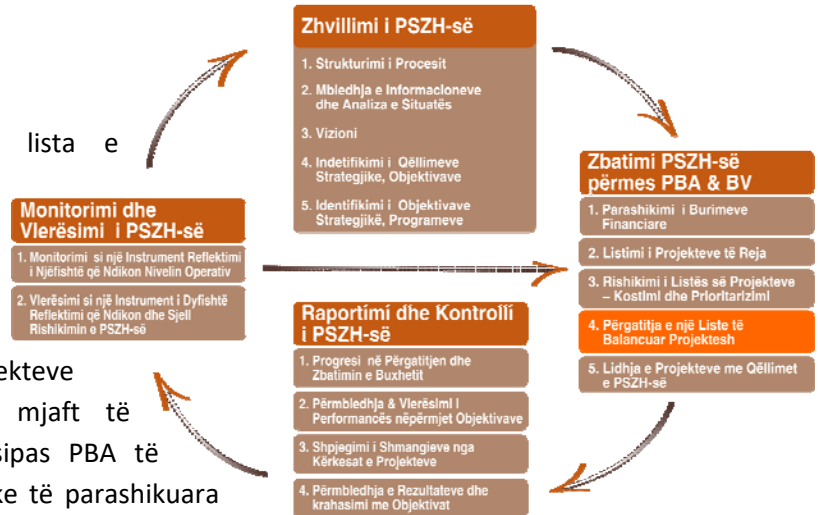 Zhvillimi i PSZH-së
1. Strukturimi i Procesit
2. Mbledhja e Informacioneve
dhe Analiza e Situatës
3. Vizioni
4. Indetifikimi i Qëllimeve
Strategjike, Objektivave
5. Identifikimi i Objektivave
Strategjikë, Programeve
lista e
Zbatimi PSZH-së
përmes PBA & BV
1. Parashikimi i Burimeve
Financiare
2. Listimi i Projekteve të Reja
3. Rishikimi i Listës së Projekteve
– Kostimi dhe Prioritarizimi
4. Përgatitja e një Liste të
Balancuar Projektesh
5. Lidhja e Projekteve me Qëllimet
e PSZH-së
Monitorimi dhe
Vlerësimi i PSZH-së
1. Monitorimi si një Instrument Reflektimi
i Njëfishtë që Ndikon Nivelin Operativ
2. Vlerësimi si një Instrument i Dyfishtë
Reflektimi që Ndikon dhe Sjell
Rishikimin e PSZH-së
Raportimi dhe Kontrolli
i PSZH-së
1. Progresi në Përgatitjen dhe
Zbatimin e Buxhetit
2. Përmbledhja & Vlerësimi i
Performancës nëpërmjet Objektivave
3. Shpjegimi i Shmangieve nga
Kërkesat e Projekteve
4. Përmbledhja e Rezultateve dhe
krahasimi me Objektivat
ekteve
mjaft të
sipas PBA të
ke të parashikuara